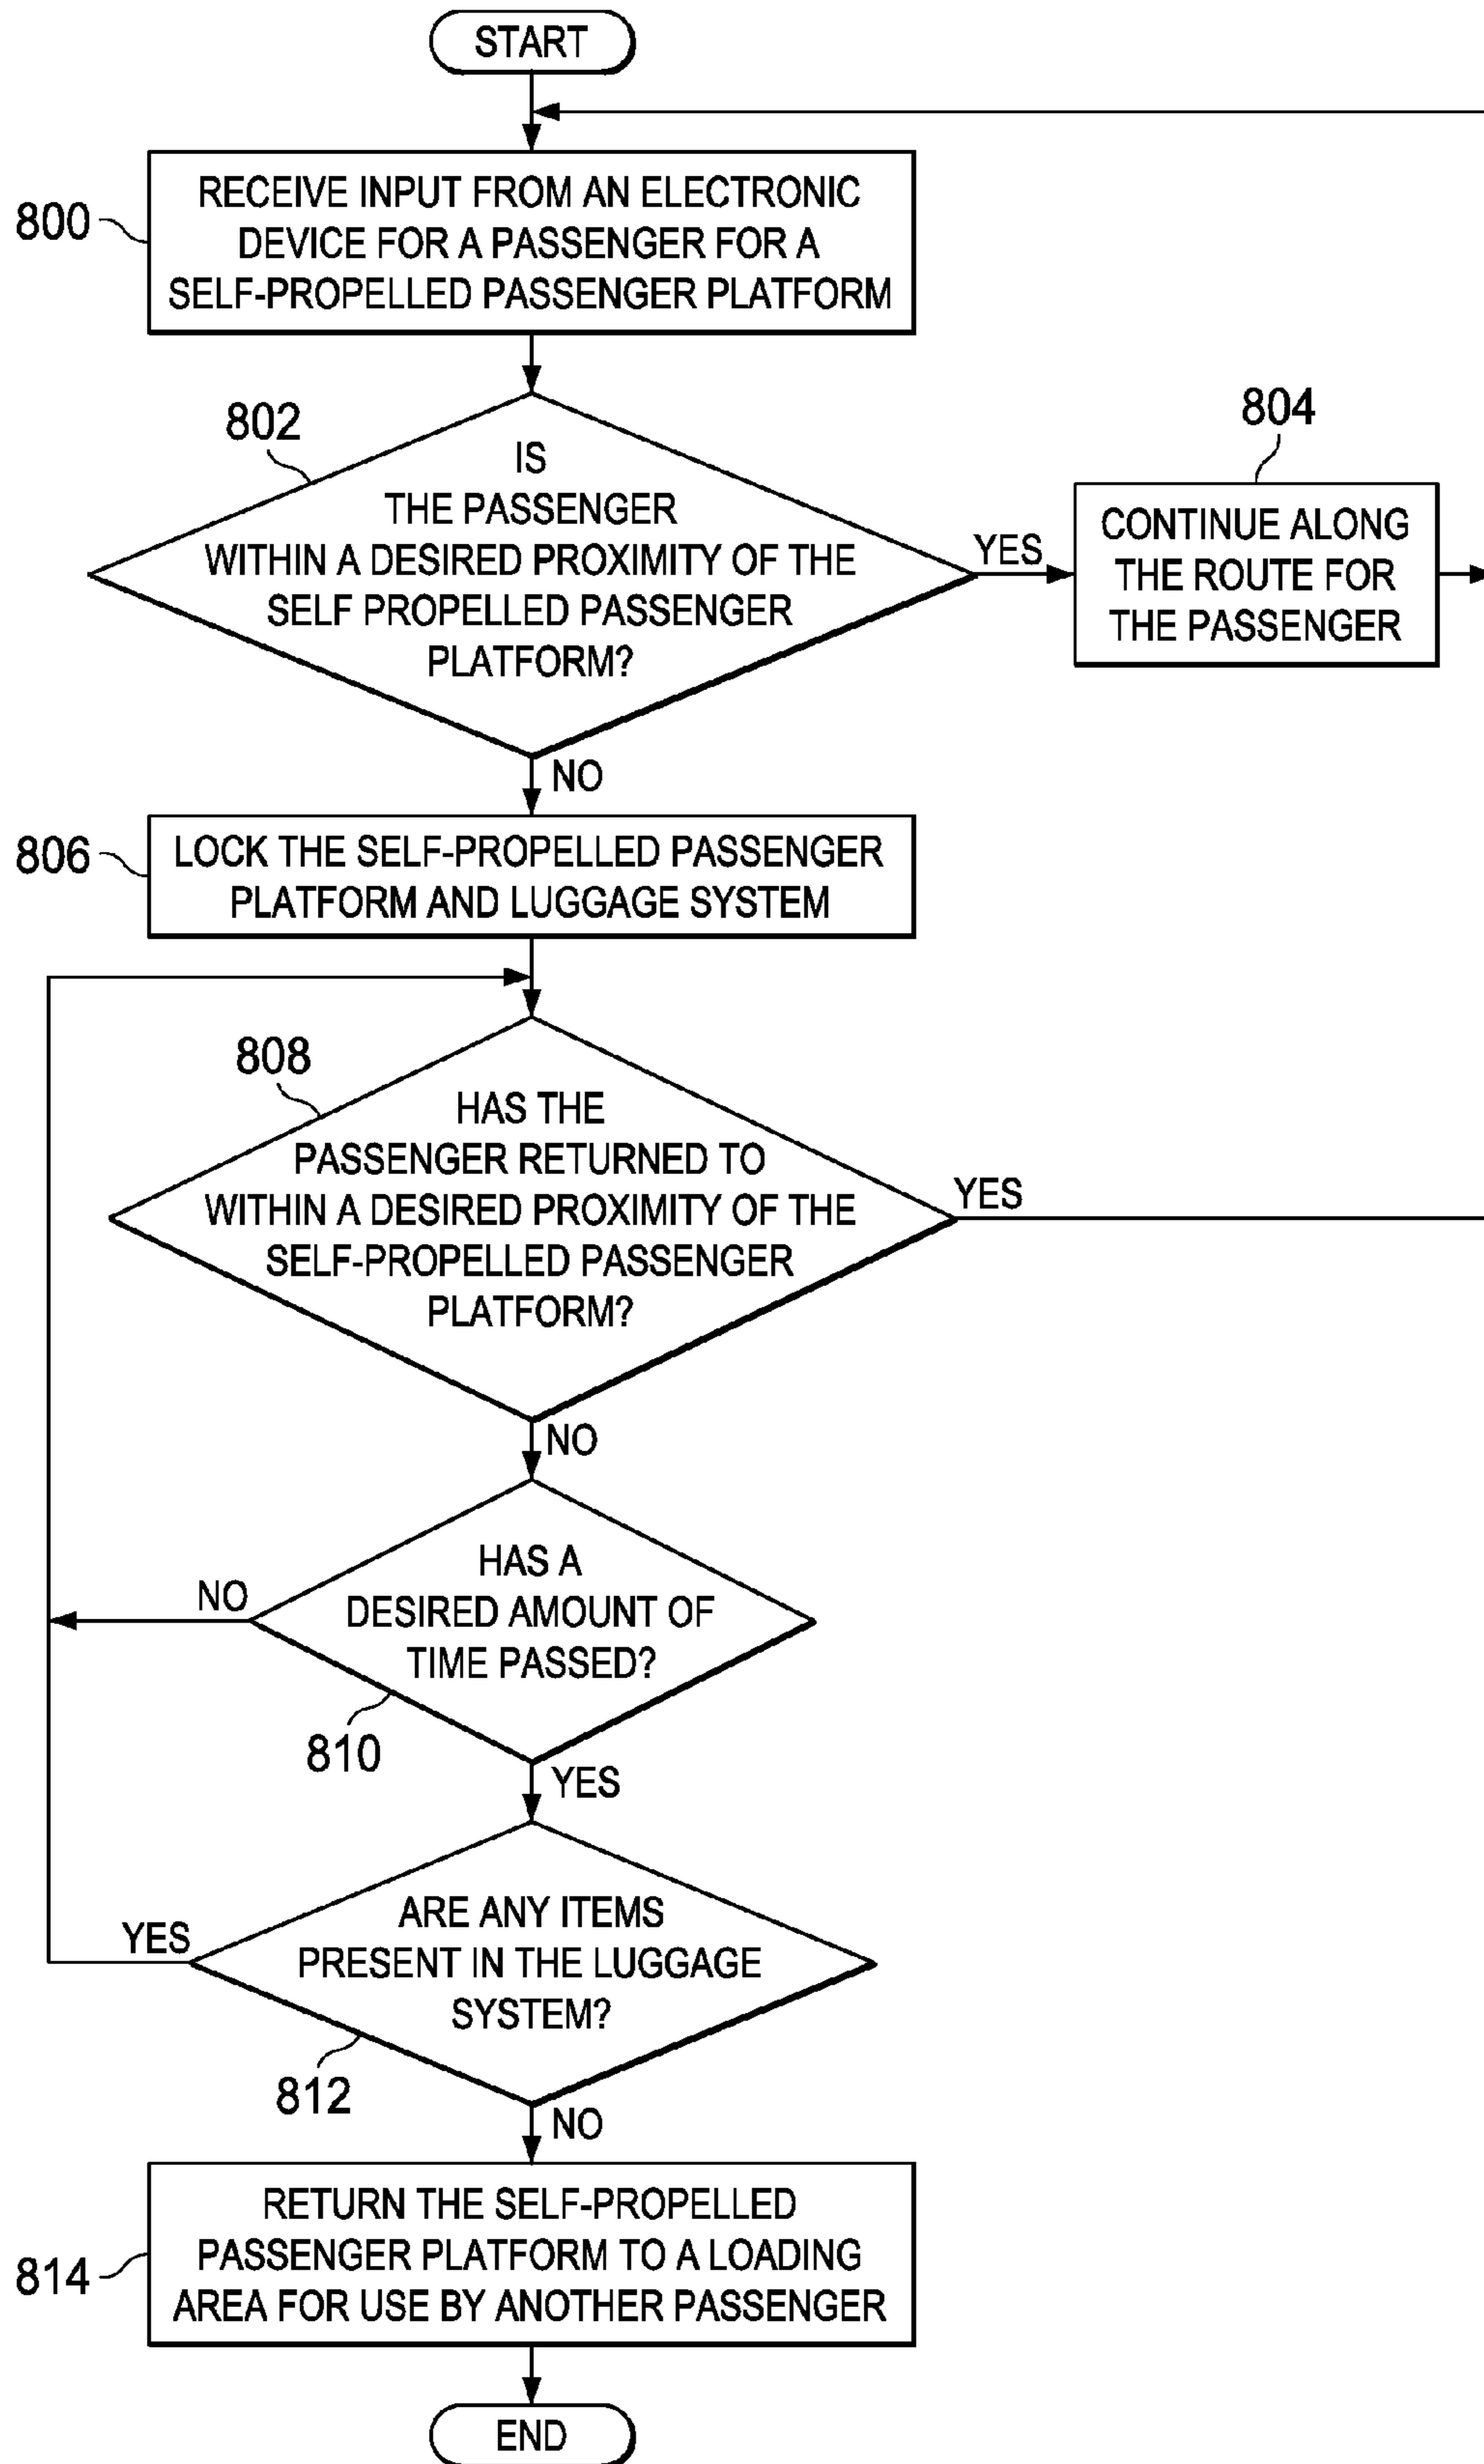 START
800
RECEIVE INPUT FROM AN ELECTRONIC
DEVICE FOR A PASSENGER FOR A
SELF-PROPELLED PASSENGER PLATFORM
802
IS
THE PASSENGER
WITHIN A DESIRED PROXIMITY OF THE
SELF PROPELLED PASSENGER
PLATFORM?
YES
804
CONTINUE ALONG
THE ROUTE FOR
THE PASSENGER
NO
806
LOCK THE SELF-PROPELLED PASSENGER
PLATFORM AND LUGGAGE SYSTEM
808
HAS THE
PASSENGER RETURNED TO
WITHIN A DESIRED PROXIMITY OF THE
SELF-PROPELLED PASSENGER
PLATFORM?
YES
NO
HAS A
DESIRED AMOUNT OF
TIME PASSED?
NO
810
YES
ARE ANY ITEMS
PRESENT IN THE LUGGAGE
SYSTEM?
YES
812
NO
814
RETURN THE SELF-PROPELLED
PASSENGER PLATFORM TO A LOADING
AREA FOR USE BY ANOTHER PASSENGER
END